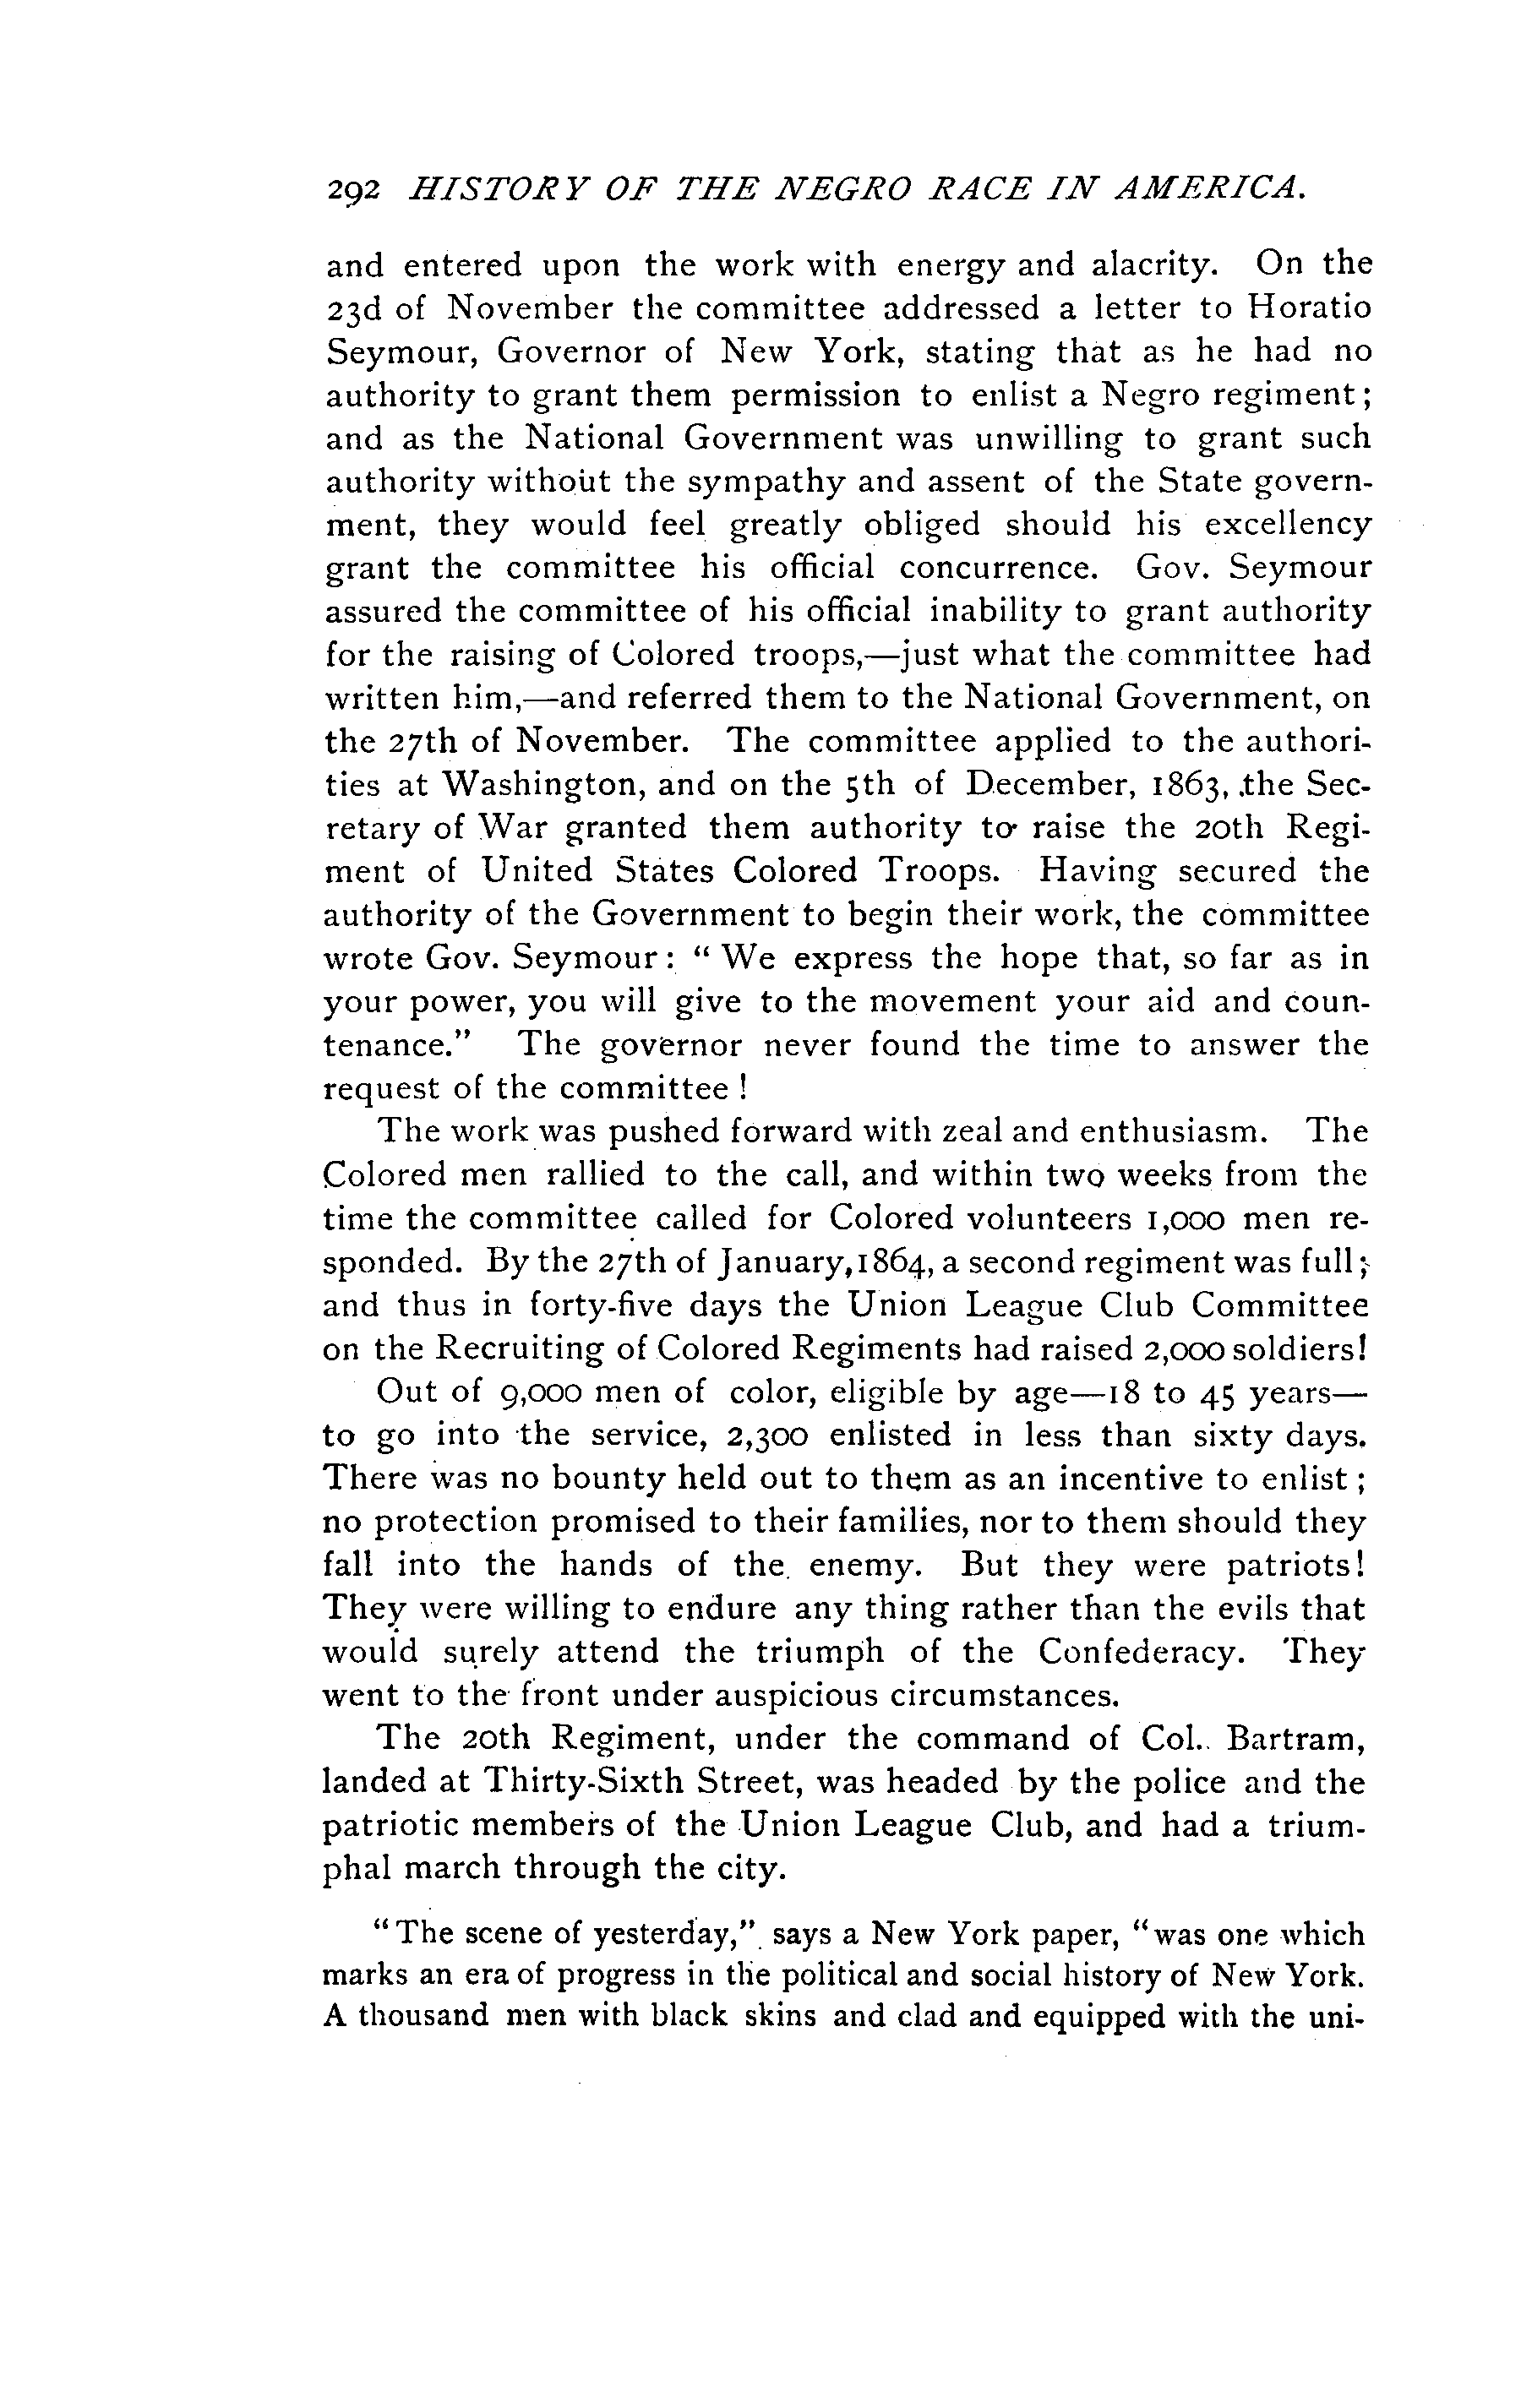 292 HISTORY OF THE NEGRO RACE IN AMERICA.
and entered upon the work with energy and alacrity. On the
23d of November the committee addressed a letter to Horatio
Seymour, Governor of New York, stating that as he had no
authority to grant them permission to enlist a Negro regiment;
and as the National Government was unwilling to grant such
authority without the sympathy and assent of the State govern-
ment, they would feel greatly obliged should his excellency
grant the committee his official concurrence. Gov. Seymour
assured the committee of his official inability to grant authority
for the raising of Colored troops,—just what the committee had
written him,—and referred them to the National Government, on
the 27th of November. The committee applied to the authori-
ties at Washington, and on the 5th of December, 1863, the Sec-
retary of War granted them authority to raise the 20th Regi-
ment of United States Colored Troops. Having secured the
authority of the Government to begin their work, the committee
wrote Gov. Seymour: “We express the hope that, so far as in
your power, you will give to the movement your aid and coun-
tenance.” The governor never found the time to answer the
request of the committee!
The work was pushed forward with zeal and enthusiasm. The
Colored men rallied to the call, and within two weeks from the
time the committee called for Colored volunteers 1,000 men re-
sponded. By the 27th of January, 1864, a second regiment was full;
and thus in forty-five days the Union League Club Committee
on the Recruiting of Colored Regiments had raised 2,000 soldiers!
Out of 9,000 men of color, eligible by age—18 to 45 years—
to go into the service, 2,300 enlisted in less than sixty days.
There was no bounty held out to them as an incentive to enlist;
no protection promised to their families, nor to them should they
fall into the hands of the enemy. But they were patriots!
They were willing to endure any thing rather than the evils that
would surely attend the triumph of the Confederacy. They
went to the front under auspicious circumstances.
The 20th Regiment, under the command of Col. Bartram,
landed at Thirty-Sixth Street, was headed by the police and the
patriotic members of the Union League Club, and had a trium-
phal march through the city.
“The scene of yesterday,” says a New York paper, “was one which
marks an era of progress in the political and social history of New York.
A thousand men with black skins and clad and equipped with the uni-